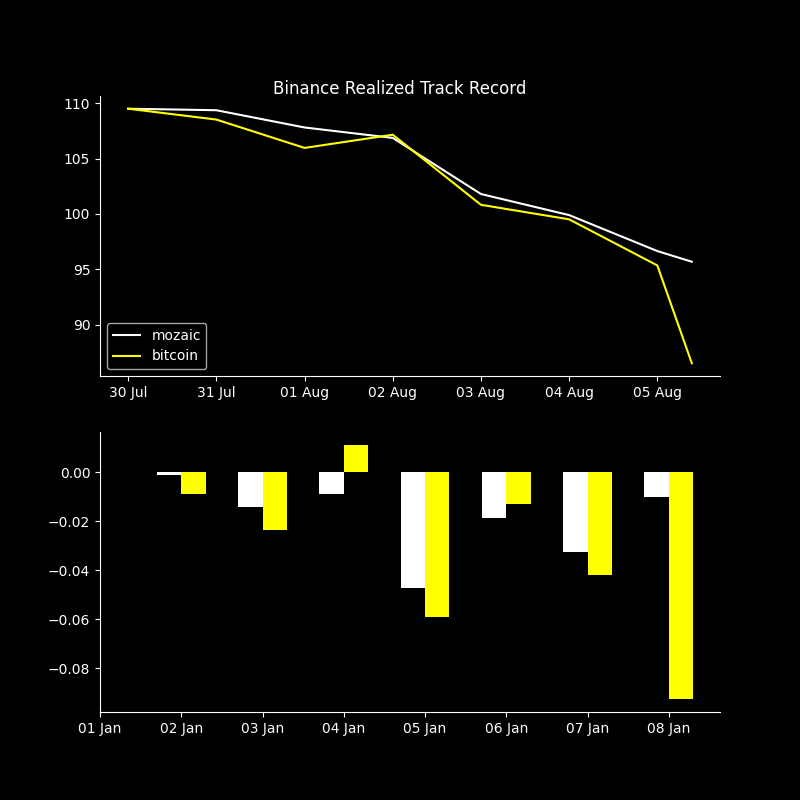 Binance Realized Track Record
110
105
100
95
90
mozaic
bitcoin
30 Jul 31 Jul 01 Aug 02 Aug 03 Aug 04 Aug 05 Aug
0.00
−0.02
−0.04
−0.06
−0.08
01 Jan 02 Jan 03 Jan 04 Jan 05 Jan 06 Jan 07 Jan 08 Jan